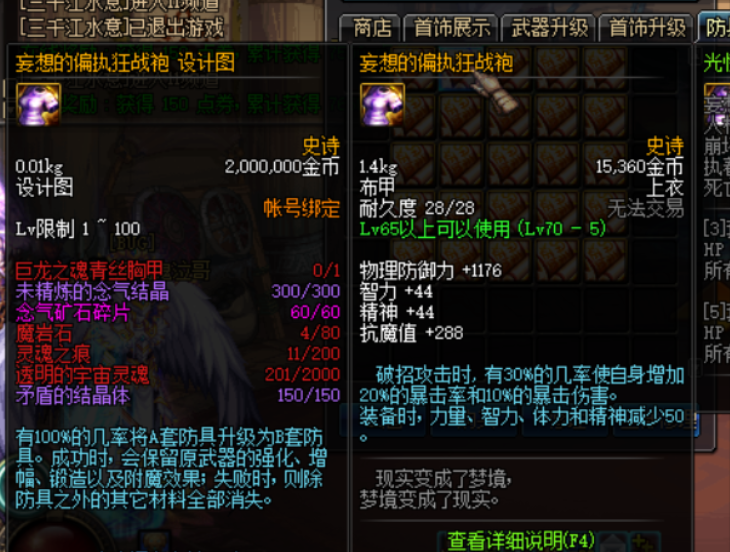 [三千江水意]进入II频道
[三千江水意]已退出游戏
商店
首饰展示
武器升级
首饰升级
防
妄想的偏执狂战袍 设计图
史诗
0.01kg
2,000,000金币
设计图
帐号绑定
Lv限制 1 ~ 100
巨龙之魂青丝胸甲 0/1
未精炼的念气结晶 300/300
念气矿石碎片 60/60
魔岩石 4/80
灵魂之痕 11/200
透明的宇宙灵魂 201/2000
矛盾的结晶体 150/150
有100%的几率将A套防具升级为B套防
具。成功时, 会保留原武器的强化、增
幅、锻造以及附魔效果; 失败时, 则除
防具之外的其它材料全部消失。
妄想的偏执狂战袍
史诗
1.4kg
15,360金币
布甲
上衣
耐久度 28/28
无法交易
Lv65以上可以使用 (Lv70 - 5)
物理防御力 +1176
智力 +44
精神 +44
抗魔值 +288
破招攻击时, 有30%的几率使自身增加
20%的暴击率和10%的暴击伤害。
装备时, 力量、智力、体力和精神减少50
。
现实变成了梦境,
梦境变成了现实。
查看详细说明(F4)
[3]
HP
所有
[5]
HP
所有